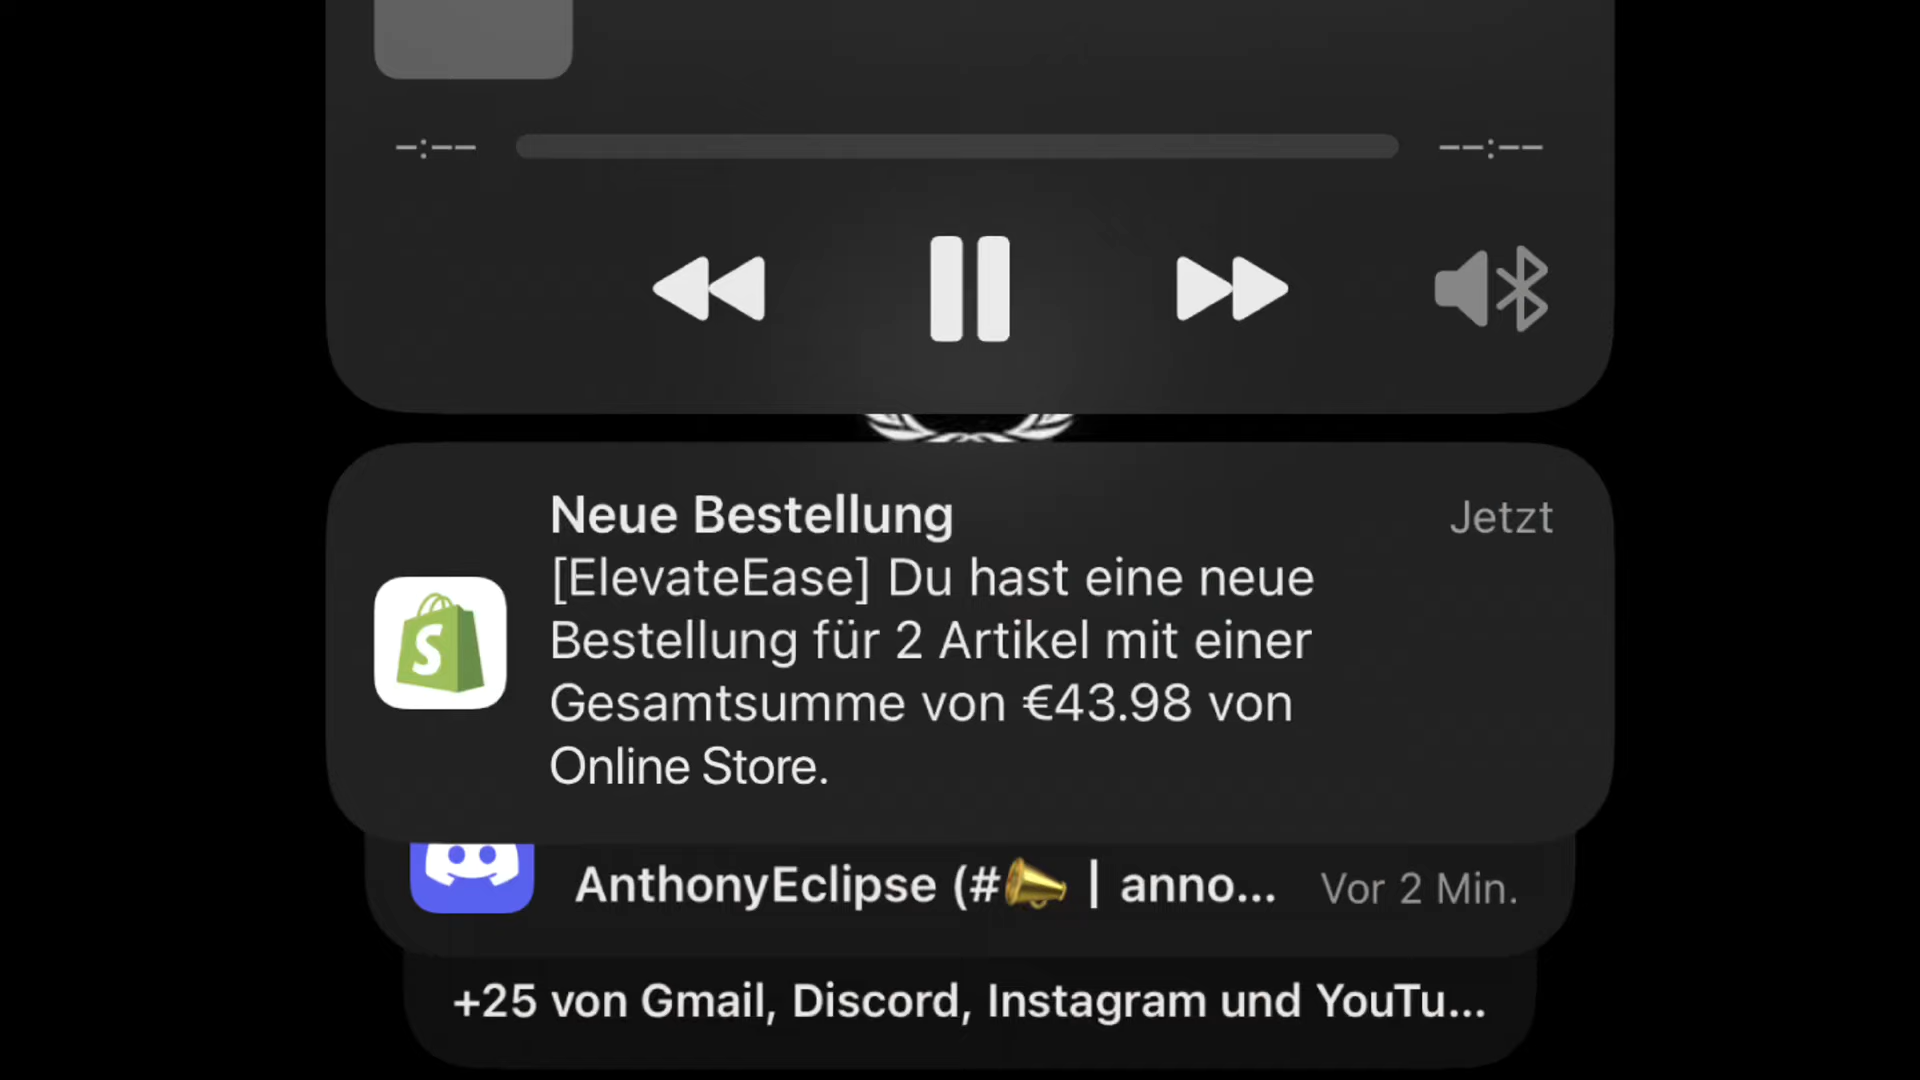 -:-- --:--
Neue Bestellung Jetzt
[ElevateEase] Du hast eine neue
Bestellung für 2 Artikel mit einer
Gesamtsumme von €43.98 von
Online Store.
AnthonyEclipse (#📣 | anno... Vor 2 Min.
+25 von Gmail, Discord, Instagram und YouTu...